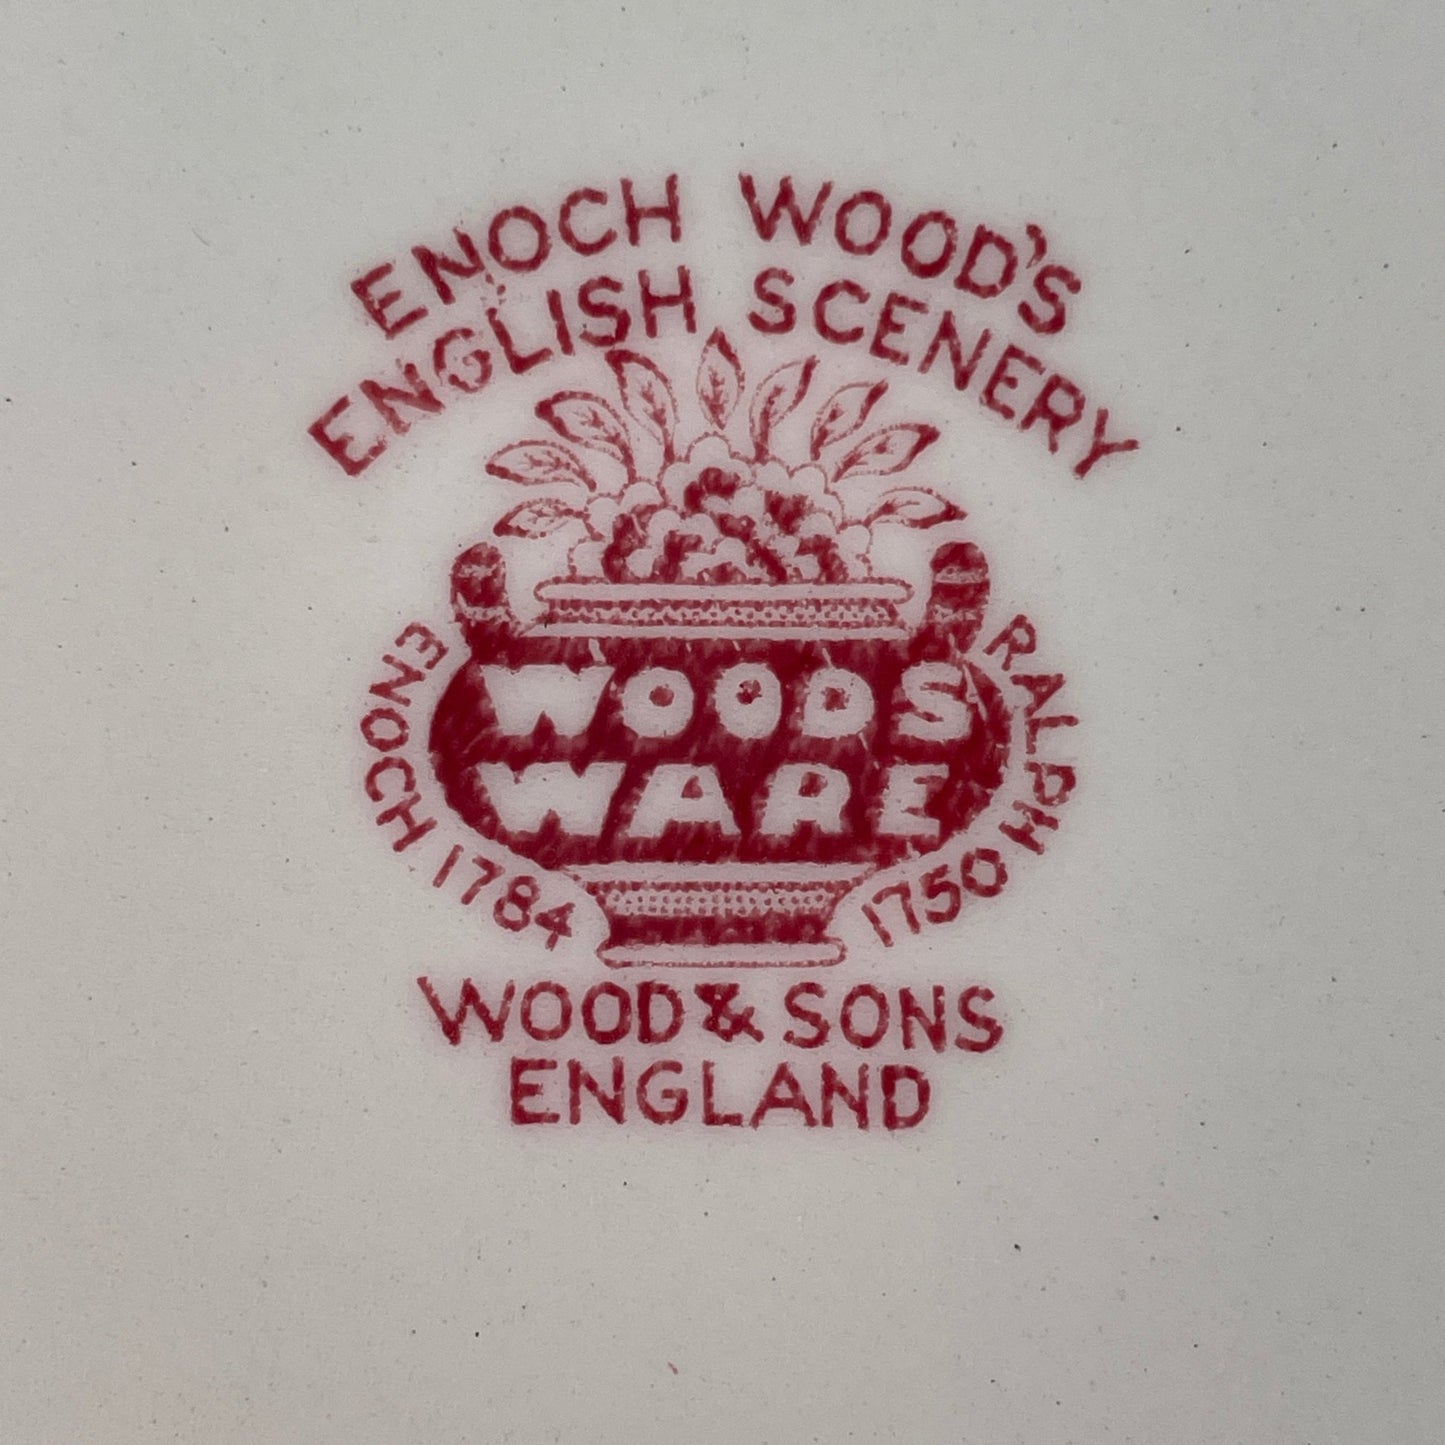 ENOCH WOOD'S
ENGLISH SCENERY
WOODS
WARE
ENOCH 1784
RALPH 1750
WOOD & SONS
ENGLAND